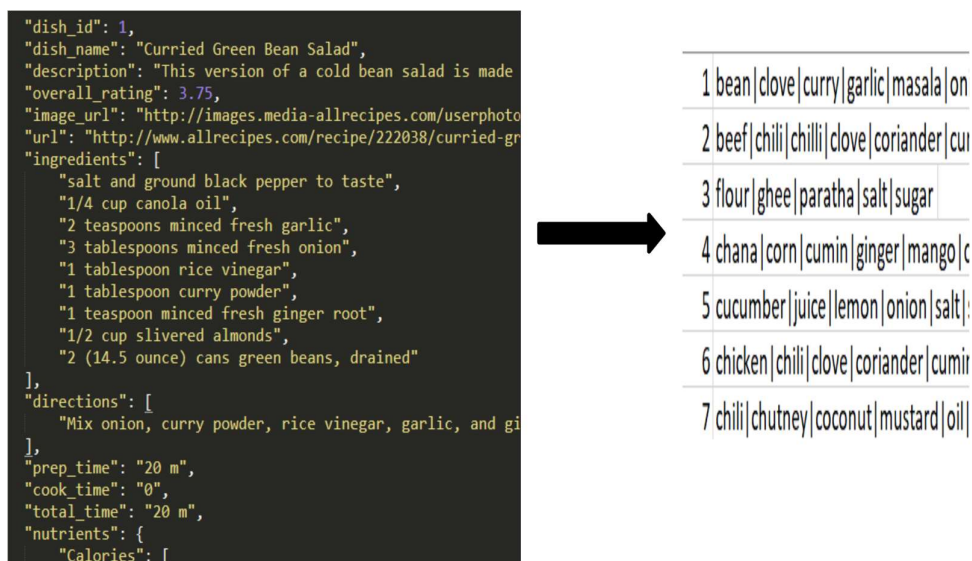 "dish_id": 1,
"dish_name": "Curried Green Bean Salad",
"description": "This version of a cold bean salad is made
"overall_rating": 3.75,
"image_url": "http://images.media-allrecipes.com/userphoto
"url": "http://www.allrecipes.com/recipe/222038/curried-gr
"ingredients": [
"salt and ground black pepper to taste",
"1/4 cup canola oil",
"2 teaspoons minced fresh garlic",
"3 tablespoons minced fresh onion",
"1 tablespoon rice vinegar",
"1 tablespoon curry powder",
"1 teaspoon minced fresh ginger root",
"1/2 cup slivered almonds",
"2 (14.5 ounce) cans green beans, drained"
],
"directions": [
"Mix onion, curry powder, rice vinegar, garlic, and gi
],
"prep_time": "20 m",
"cook_time": "0",
"total_time": "20 m",
"nutrients": {
"Calories": [
1 bean|clove|curry|garlic|masala|on
2 beef|chili|chilli|clove|coriander|cur
3 flour|ghee|paratha|salt|sugar
4 chana|corn|cumin|ginger|mango|
5 cucumber|juice|lemon|onion|salt|
6 chicken|chili|clove|coriander|cumin
7 chili|chutney|coconut|mustard|oil|